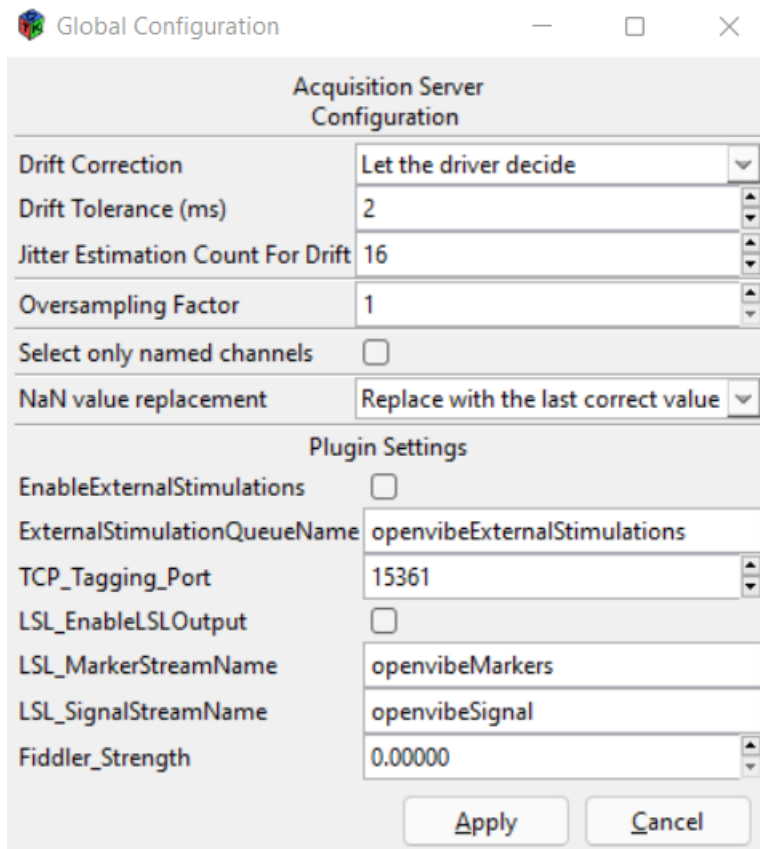 Global Configuration
Acquisition Server
Configuration
Drift Correction Let the driver decide
Drift Tolerance (ms) 2
Jitter Estimation Count For Drift 16
Oversampling Factor 1
Select only named channels
NaN value replacement Replace with the last correct value
Plugin Settings
EnableExternalStimulations
ExternalStimulationQueueName openvibeExternalStimulations
TCP_Tagging_Port 15361
LSL_EnableLSLOutput
LSL_MarkerStreamName openvibeMarkers
LSL_SignalStreamName openvibeSignal
Fiddler_Strength 0.00000
Apply Cancel